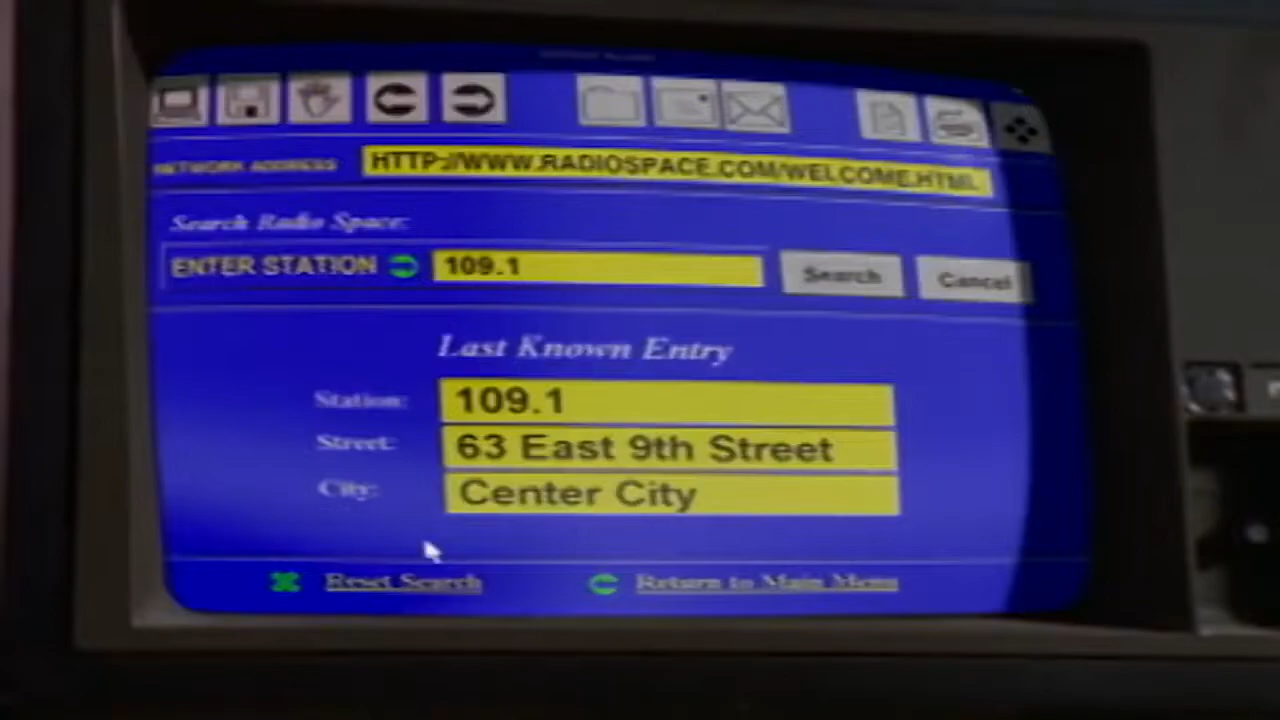 NETWORK ADDRESS HTTP://WWW.RADIOSPACE.COM/WELCOME.HTML
Search Radio Space:
ENTER STATION 109.1 Search Cancel
Last Known Entry
Station: 109.1
Street: 63 East 9th Street
City: Center City
Reset Search Return to Main Menu